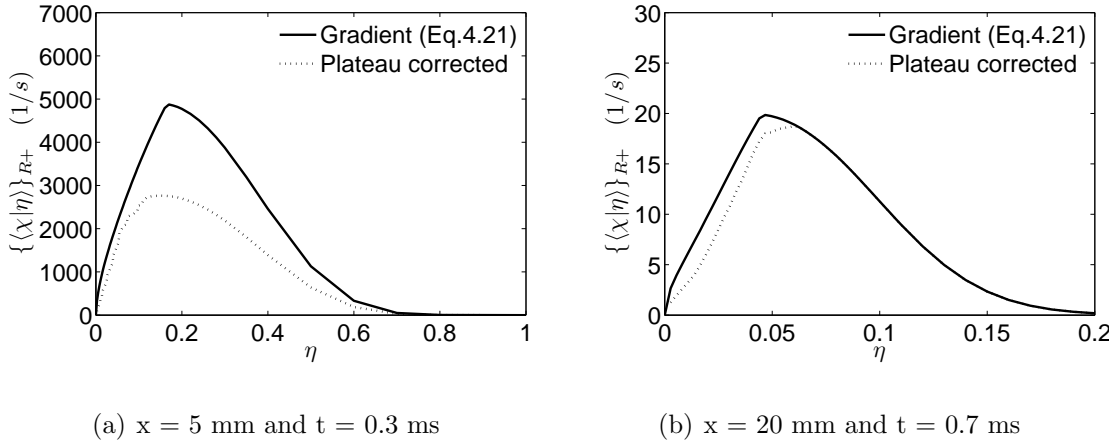 8000
7000
6000
5000
4000
3000
2000
1000
0
{⟨χ|η⟩}R+ (1/s)
Gradient (Eq.4.21)
Plateau corrected
0 0.2 0.4 0.6 0.8 1
η
(a) x = 5 mm and t = 0.3 ms
30
25
20
15
10
5
0
{⟨χ|η⟩}R+ (1/s)
Gradient (Eq.4.21)
Plateau corrected
0 0.05 0.1 0.15 0.2
η
(b) x = 20 mm and t = 0.7 ms